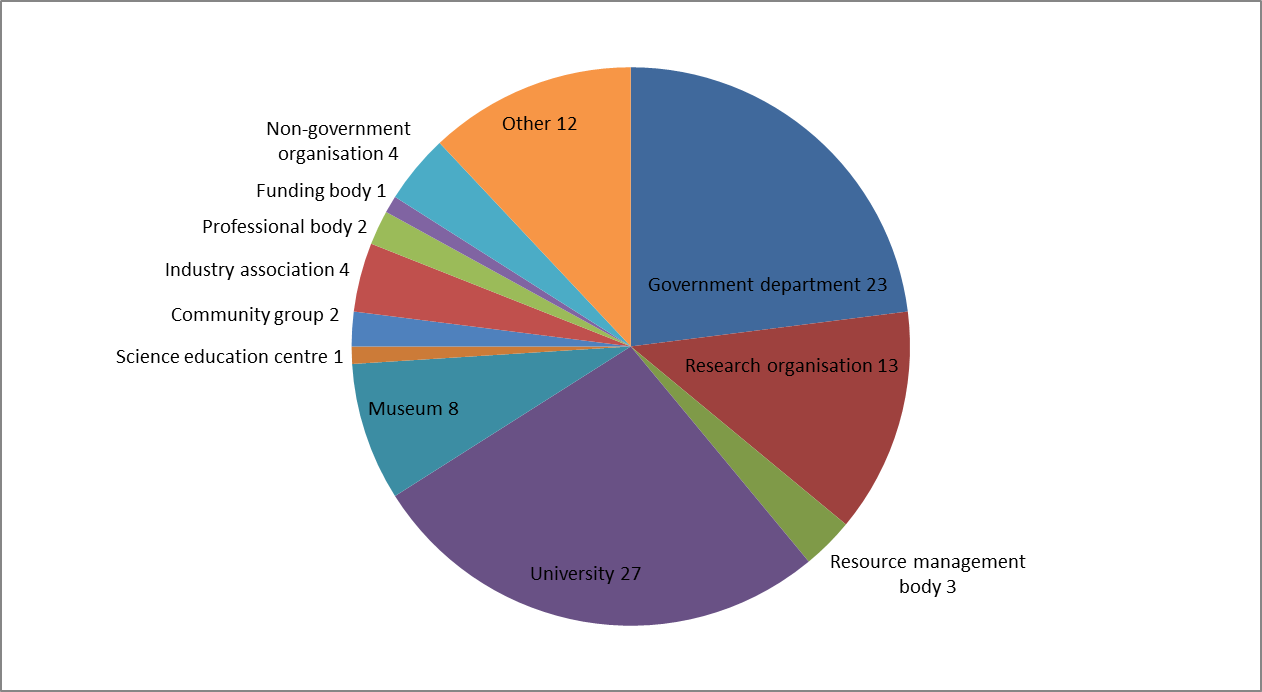 Other 12
Non-government
organisation 4
Funding body 1
Professional body 2
Industry association 4
Community group 2
Science education centre 1
Museum 8
Government department 23
Research organisation 13
University 27
Resource management
body 3